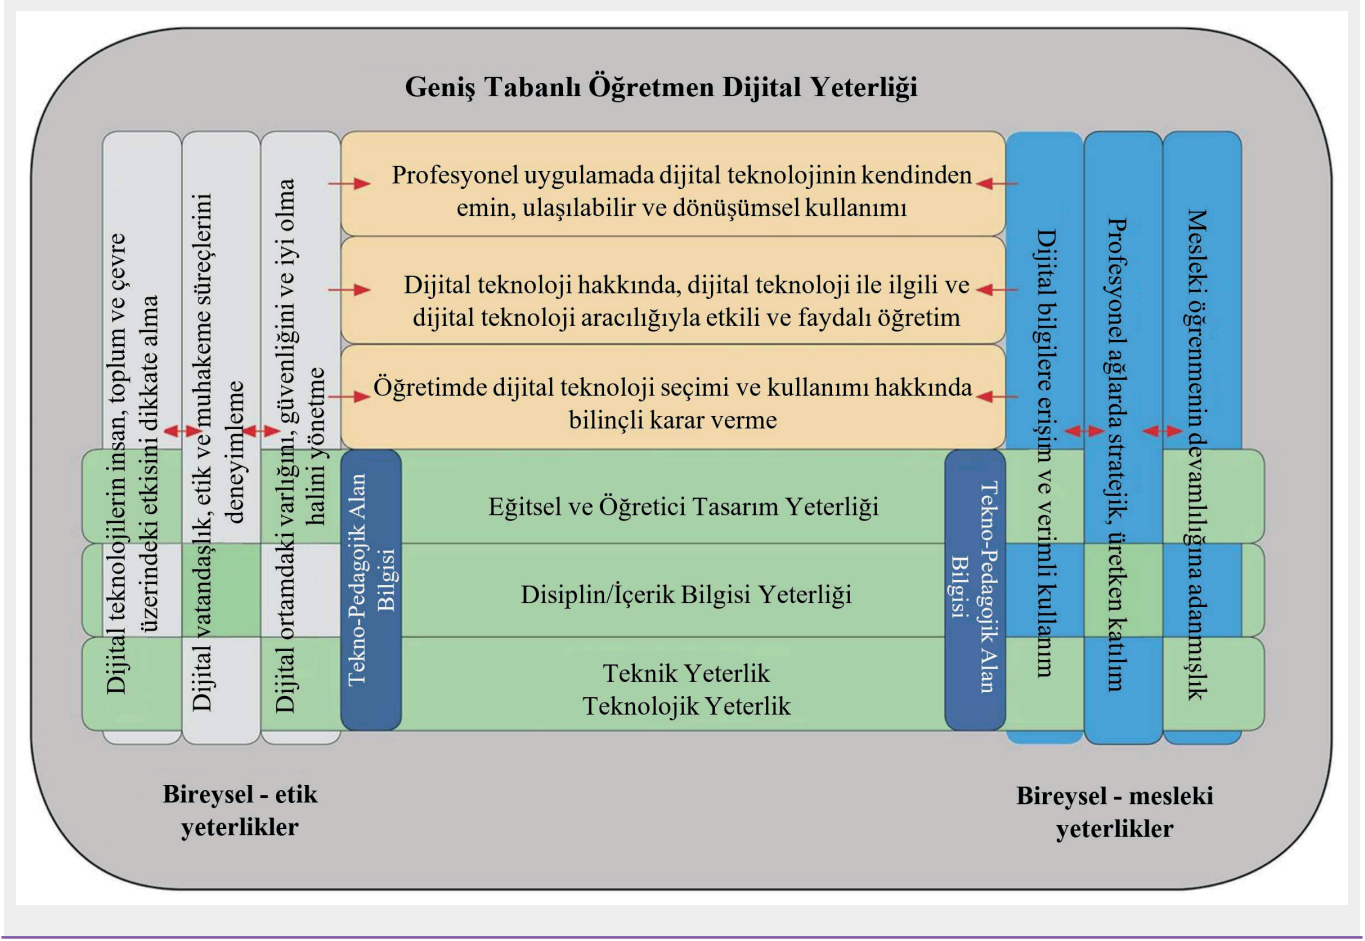 Geniş Tabanlı Öğretmen Dijital Yeterliği
Dijital teknolojilerin insan, toplum ve çevre
üzerindeki etkisini dikkate alma
Dijital vatandaşlık, etik ve muhakeme süreçlerini
deneyimleme
Dijital ortamdaki varlığını, güvenliğini ve iyi olma
halini yönetme
Profesyonel uygulamada dijital teknolojinin kendinden
emin, ulaşılabilir ve dönüşümsel kullanımı
Dijital teknoloji hakkında, dijital teknoloji ile ilgili ve
dijital teknoloji aracılığıyla etkili ve faydalı öğretim
Öğretimde dijital teknoloji seçimi ve kullanımı hakkında
bilinçli karar verme
Tekno-Pedagojik Alan
Bilgisi
Eğitsel ve Öğretici Tasarım Yeterliği
Disiplin/İçerik Bilgisi Yeterliği
Teknik Yeterlik
Teknolojik Yeterlik
Tekno-Pedagojik Alan
Bilgisi
Dijital bilgilere erişim ve verimli kullanım
Profesyonel ağlarda stratejik, üretken katılım
Mesleki öğrenmenin devamlılığına adanmışlık
Bireysel - etik
yeterlikler
Bireysel - mesleki
yeterlikler